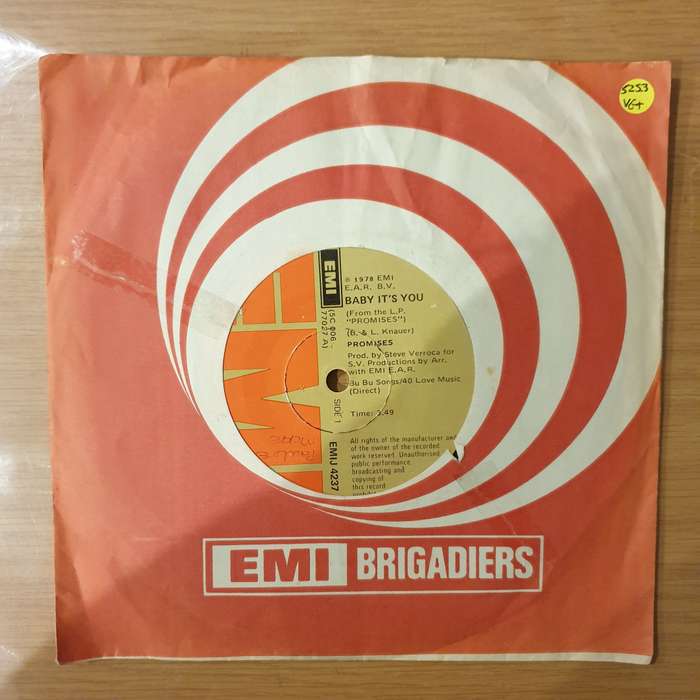 5253
VG+
EMI
℗ 1978 EMI
E.A.R. B.V.
BABY IT'S YOU
(From the L.P.
"PROMISES")
& L. Knauer)
PROMISES
Prod. by Steve Verroca for
S.V. Productions by Arr.
with EMI E.A.R.
Bu Bu Songs/40 Love Music
(Direct)
Time: 3.49
(5C 006 -
77027 A)
SIDE 1
EMIJ 4237
All rights of the manufacturer and
of the owner of the recorded
work reserved. Unauthorised
public performance,
broadcasting and
copying of
this record
EMI BRIGADIERS